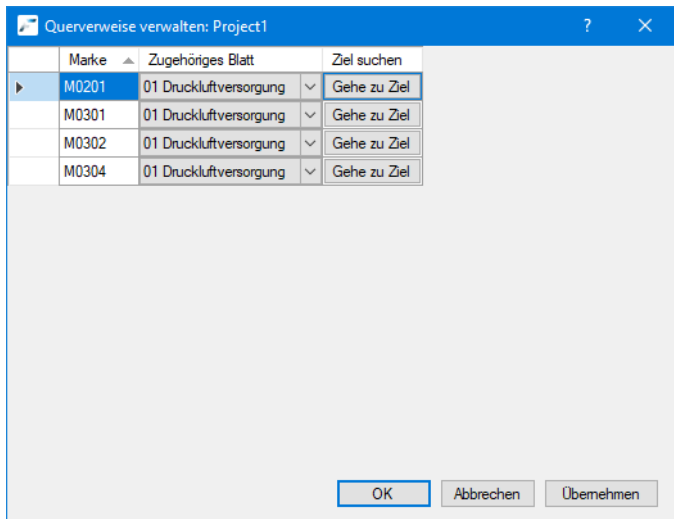 Querverweise verwalten: Project1 ? X
Marke Zugehöriges Blatt Ziel suchen
M0201 01 Druckluftversorgung Gehe zu Ziel
M0301 01 Druckluftversorgung Gehe zu Ziel
M0302 01 Druckluftversorgung Gehe zu Ziel
M0304 01 Druckluftversorgung Gehe zu Ziel
OK Abbrechen Übernehmen